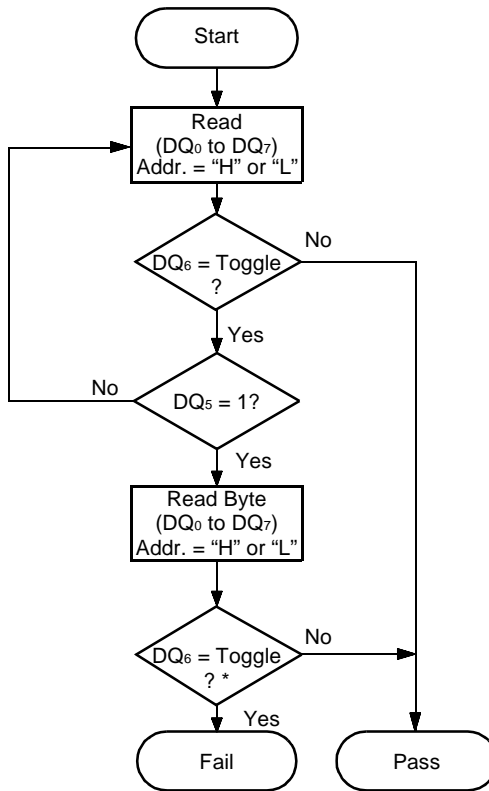 Start
Read
(DQ0 to DQ7)
Addr. = “H” or “L”
No
DQ6 = Toggle
?
Yes
No
DQ5 = 1?
Yes
Read Byte
(DQ0 to DQ7)
Addr. = “H” or “L”
No
DQ6 = Toggle
? *
Yes
Fail
Pass